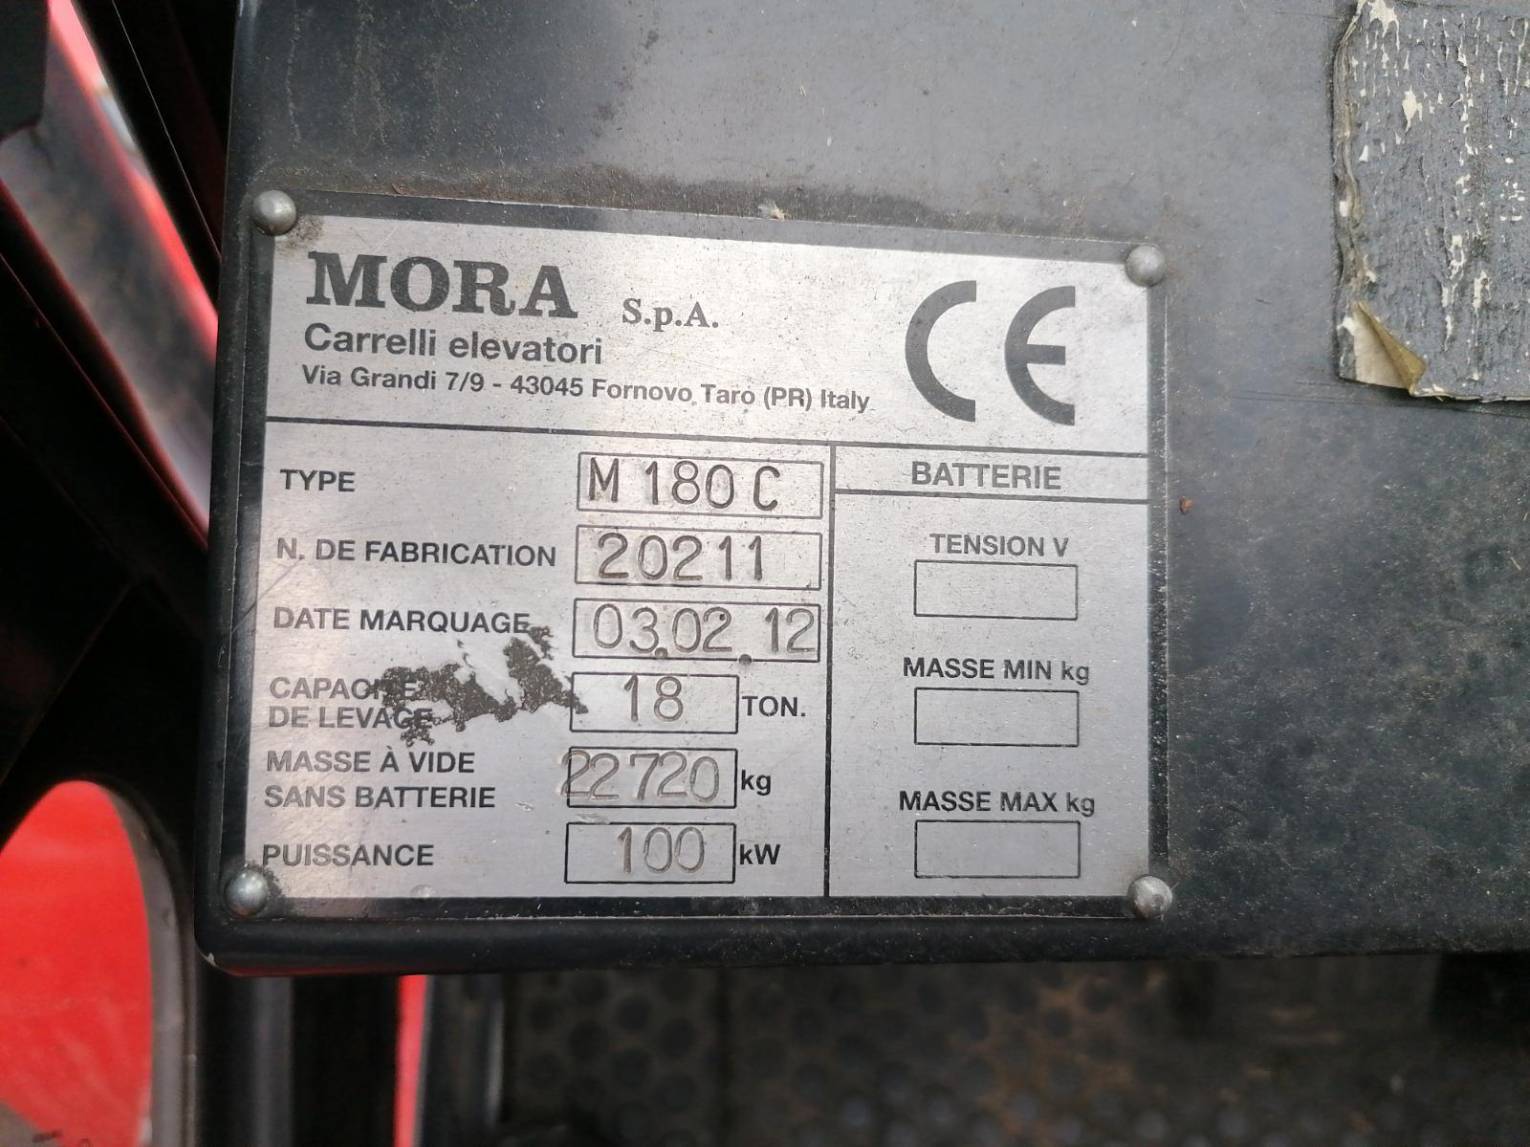 MORA S.p.A.
Carrelli elevatori
Via Grandi 7/9 - 43045 Fornovo Taro (PR) Italy
CE
TYPE M 180 C
N. DE FABRICATION 20211
DATE MARQUAGE 03.02.12
CAPACITE
DE LEVAGE 18 TON.
MASSE À VIDE
SANS BATTERIE 22720 kg
PUISSANCE 100 kW
BATTERIE
TENSION V
MASSE MIN kg
MASSE MAX kg